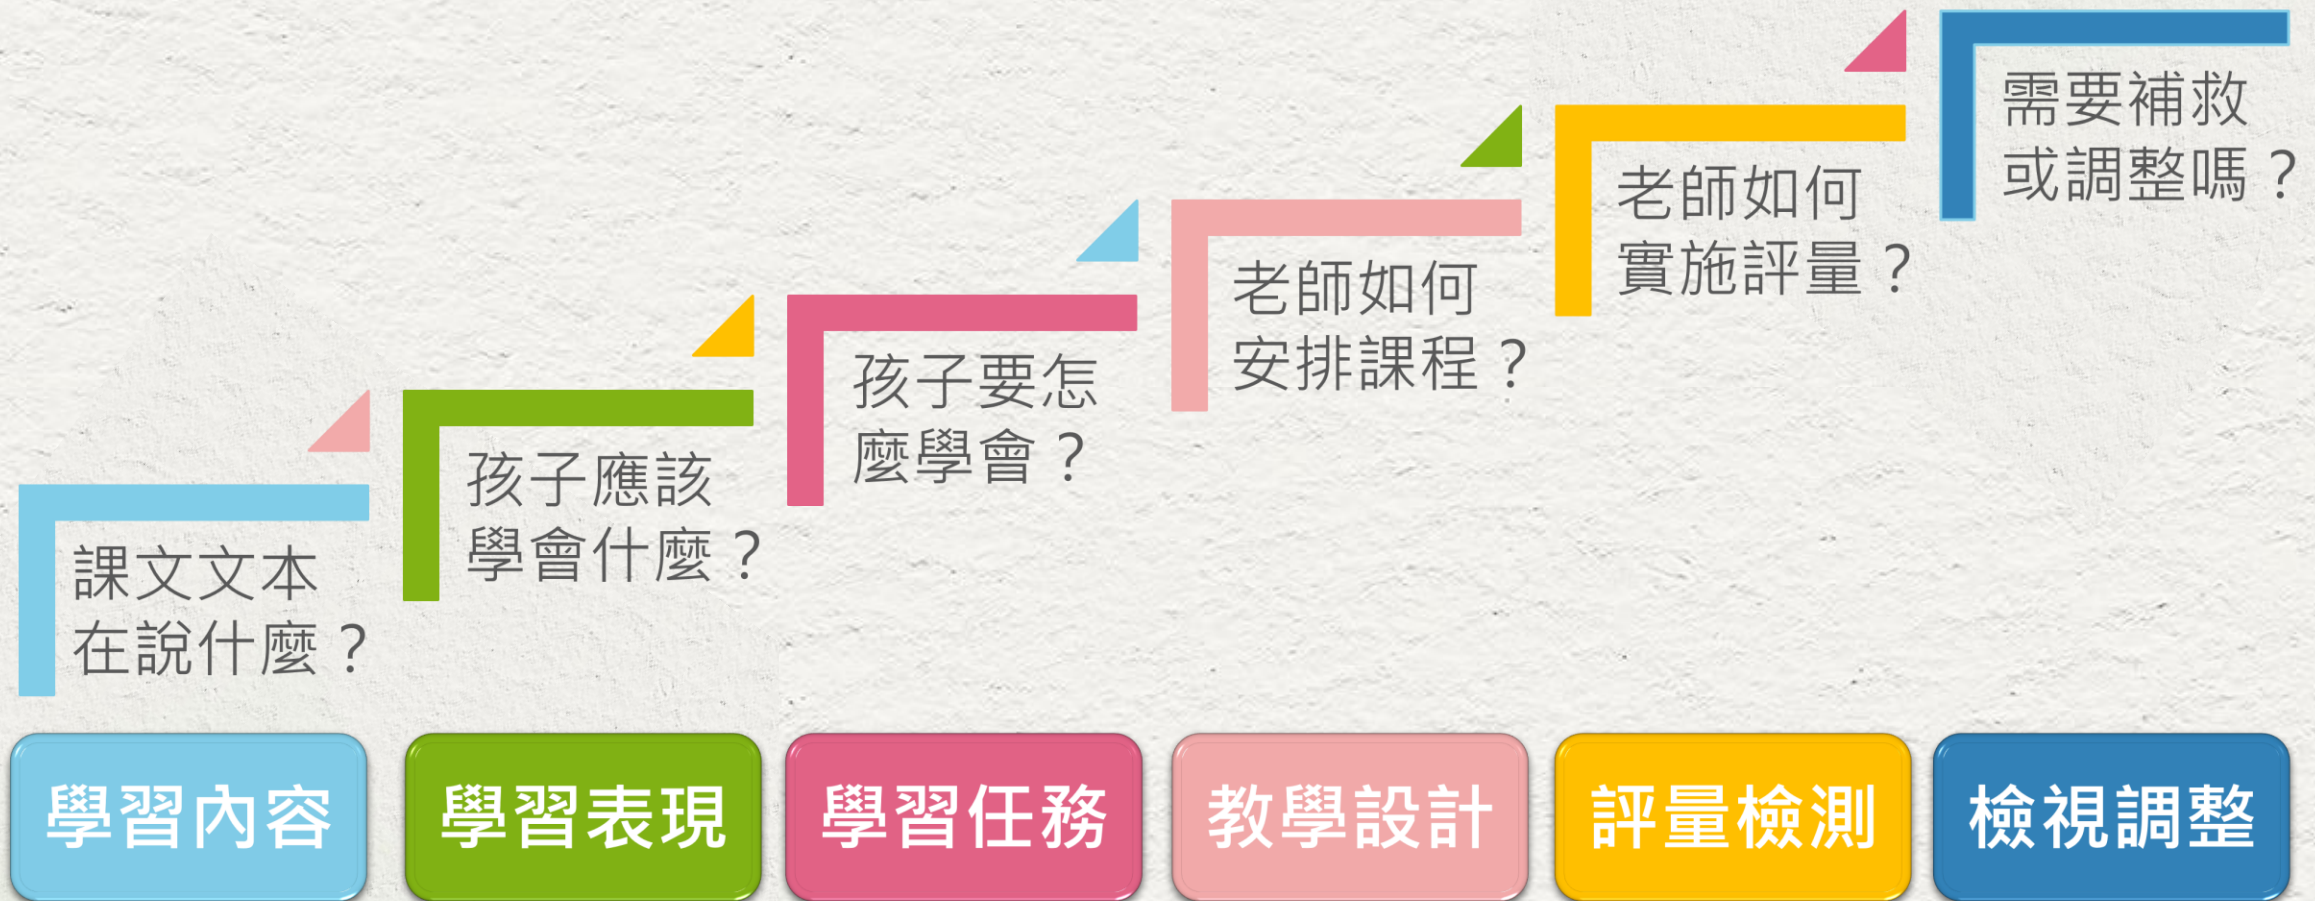 課文文本
在說什麼？
孩子應該
學會什麼？
孩子要怎
麼學會？
老師如何
安排課程？
老師如何
實施評量？
需要補救
或調整嗎？
學習內容
學習表現
學習任務
教學設計
評量檢測
檢視調整